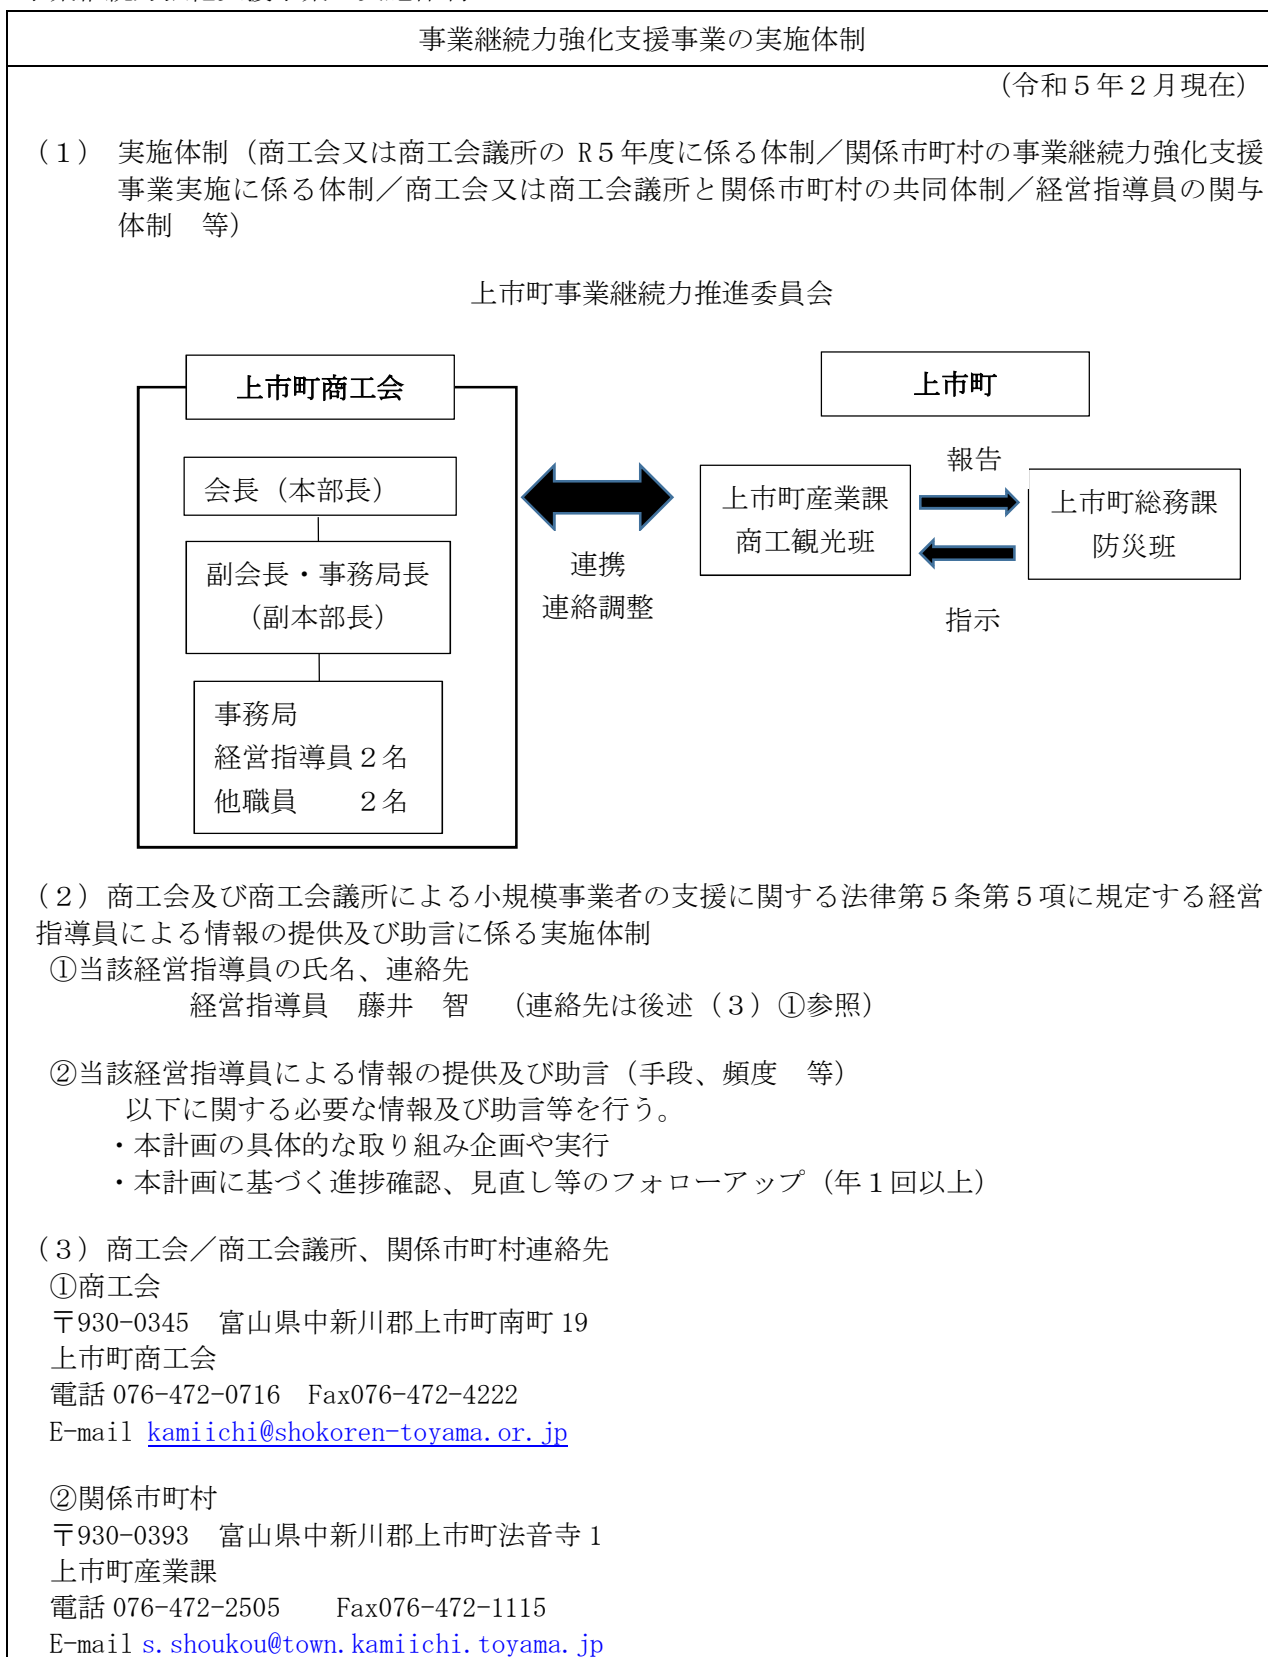 事業継続力強化支援事業の実施体制
（令和５年２月現在）
（１）　実施体制（商工会又は商工会議所の R５年度に係る体制／関係市町村の事業継続力強化支援
事業実施に係る体制／商工会又は商工会議所と関係市町村の共同体制／経営指導員の関与
体制　等）
上市町事業継続力推進委員会
上市町商工会
会長（本部長）
副会長・事務局長
（副本部長）
事務局
経営指導員２名
他職員　　２名
連携
連絡調整
上市町
上市町産業課
商工観光班
報告
指示
上市町総務課
防災班
（２）商工会及び商工会議所による小規模事業者の支援に関する法律第５条第５項に規定する経営
指導員による情報の提供及び助言に係る実施体制
①当該経営指導員の氏名、連絡先
経営指導員　藤井　智　（連絡先は後述（３）①参照）
②当該経営指導員による情報の提供及び助言（手段、頻度　等）
以下に関する必要な情報及び助言等を行う。
・本計画の具体的な取り組み企画や実行
・本計画に基づく進捗確認、見直し等のフォローアップ（年１回以上）
（３）商工会／商工会議所、関係市町村連絡先
①商工会
〒930-0345　富山県中新川郡上市町南町 19
上市町商工会
電話 076-472-0716　Fax076-472-4222
E-mail kamiichi@shokoren-toyama.or.jp
②関係市町村
〒930-0393　富山県中新川郡上市町法音寺 1
上市町産業課
電話 076-472-2505　　Fax076-472-1115
E-mail s.shoukou@town.kamiichi.toyama.jp